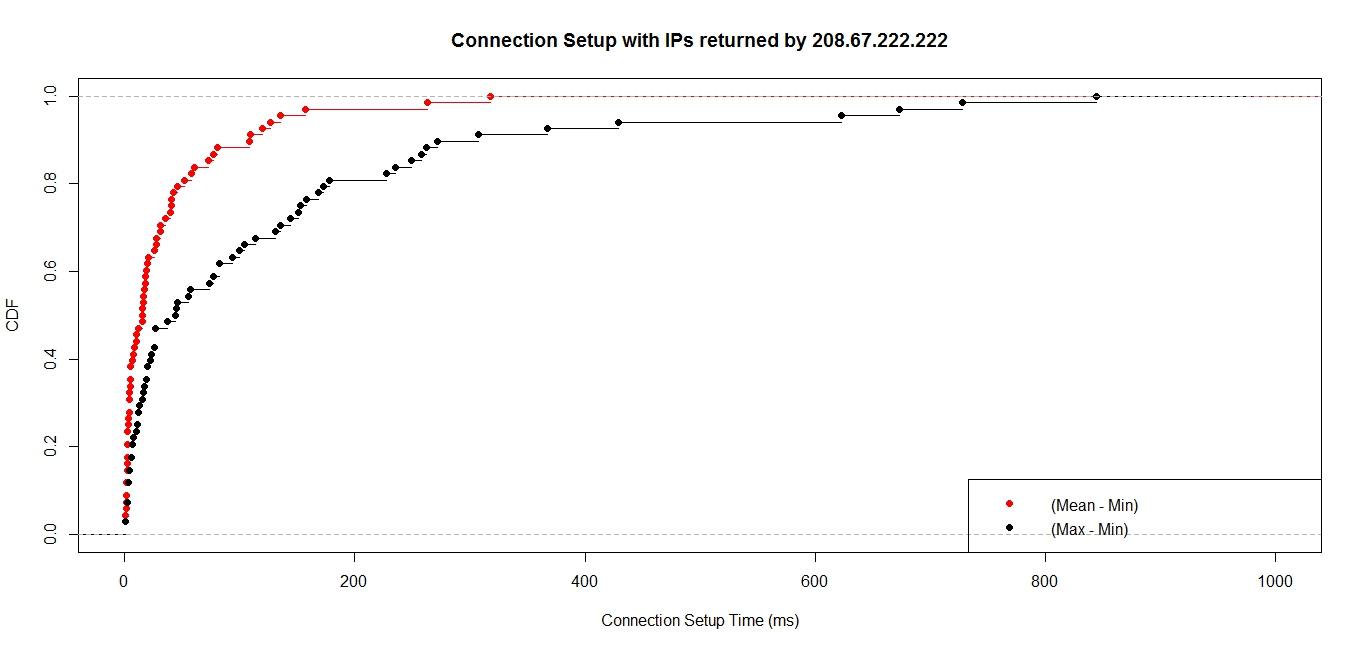 Connection Setup with IPs returned by 208.67.222.222
CDF
1.0
0.8
0.6
0.4
0.2
0.0
0 200 400 600 800 1000
Connection Setup Time (ms)
(Mean - Min)
(Max - Min)